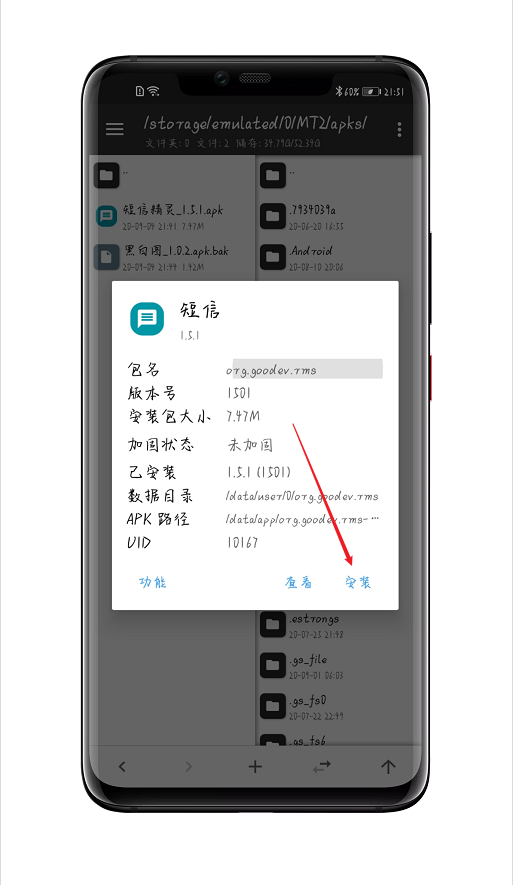 60% 21:51
/storage/emulated/0/MT2/apks/
文件夹: 0 文件: 2 储存: 34.79G/52.39G
..
短信精灵_1.5.1.apk
20-09-04 21:41 7.47M
黑白图_1.0.2.apk.bak
20-09-04 21:44 1.42M
..
.7934039a
20-06-20 16:55
.Android
20-08-10 20:06
短信
1.5.1
包名 org.goodev.rms
版本号 1501
安装包大小 7.47M
加固状态 未加固
已安装 1.5.1 (1501)
数据目录 /data/user/0/org.goodev.rms
APK 路径 /data/app/org.goodev.rms-…
UID 10167
功能 查看 安装
.estrongs
20-07-25 21:48
.gs_file
20-09-01 06:03
.gs_fs0
20-07-22 22:49
.gs_fs6